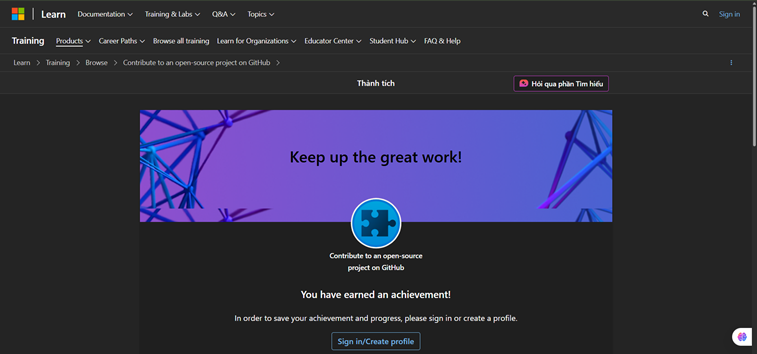 Learn Documentation Training & Labs Q&A Topics Sign in
Training Products Career Paths Browse all training Learn for Organizations Educator Center Student Hub FAQ & Help
Learn Training Browse Contribute to an open-source project on GitHub
Thành tích Hỏi qua phần Tìm hiểu
Keep up the great work!
Contribute to an open-source
project on GitHub
You have earned an achievement!
In order to save your achievement and progress, please sign in or create a profile.
Sign in/Create profile